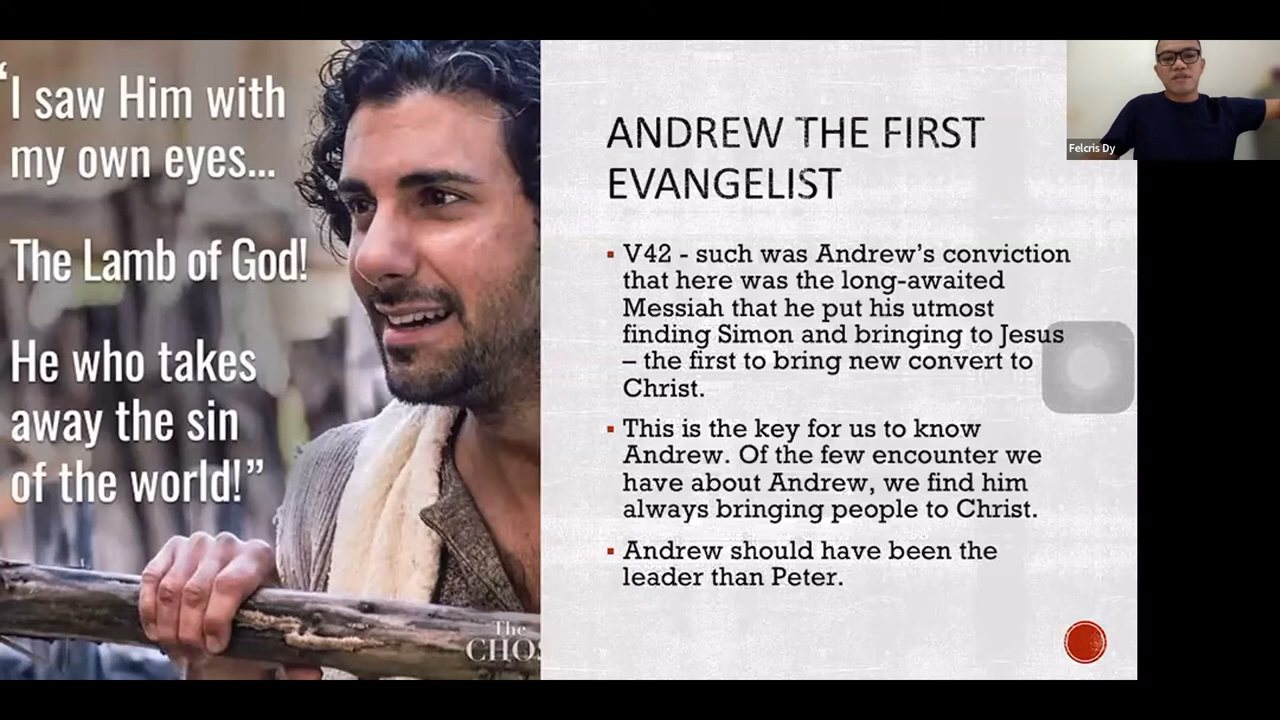 ‘I saw Him with
my own eyes...
The Lamb of God!
He who takes
away the sin
of the world!”
The
CHOS
ANDREW THE FIRST
EVANGELIST
V42 - such was Andrew’s conviction
that here was the long-awaited
Messiah that he put his utmost
finding Simon and bringing to Jesus
– the first to bring new convert to
Christ.
This is the key for us to know
Andrew. Of the few encounter we
have about Andrew, we find him
always bringing people to Christ.
Andrew should have been the
leader than Peter.
Felcris Dy